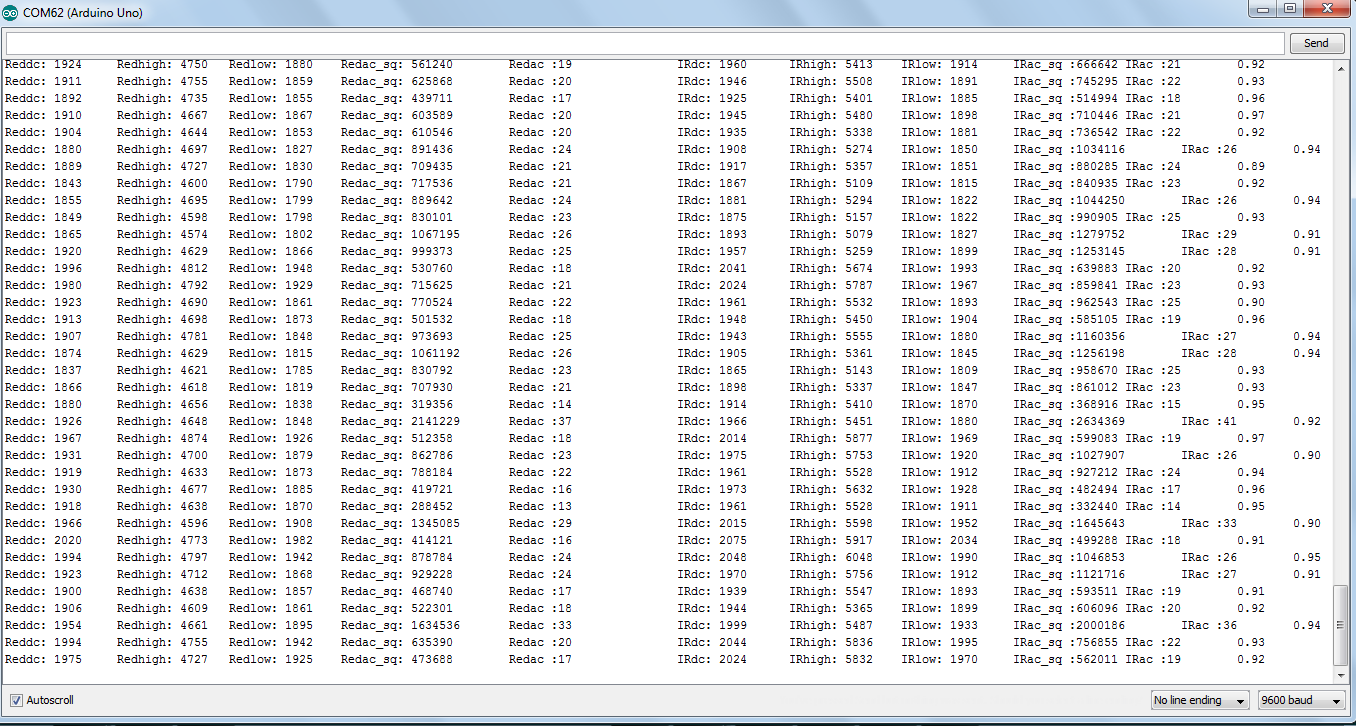 COM62 (Arduino Uno)
Send
Reddc: 1924 Redhigh: 4750 Redlow: 1880 Redac_sq: 561240 Redac :19 IRdc: 1960 IRhigh: 5413 IRlow: 1914 IRac_sq :666642 IRac :21 0.92
Reddc: 1911 Redhigh: 4755 Redlow: 1859 Redac_sq: 625868 Redac :20 IRdc: 1946 IRhigh: 5508 IRlow: 1891 IRac_sq :745295 IRac :22 0.93
Reddc: 1892 Redhigh: 4735 Redlow: 1855 Redac_sq: 439711 Redac :17 IRdc: 1925 IRhigh: 5401 IRlow: 1885 IRac_sq :514994 IRac :18 0.96
Reddc: 1910 Redhigh: 4667 Redlow: 1867 Redac_sq: 603589 Redac :20 IRdc: 1945 IRhigh: 5480 IRlow: 1898 IRac_sq :710446 IRac :21 0.97
Reddc: 1904 Redhigh: 4644 Redlow: 1853 Redac_sq: 610546 Redac :20 IRdc: 1935 IRhigh: 5338 IRlow: 1881 IRac_sq :736542 IRac :22 0.92
Reddc: 1880 Redhigh: 4697 Redlow: 1827 Redac_sq: 891436 Redac :24 IRdc: 1908 IRhigh: 5274 IRlow: 1850 IRac_sq :1034116 IRac :26 0.94
Reddc: 1889 Redhigh: 4727 Redlow: 1830 Redac_sq: 709435 Redac :21 IRdc: 1917 IRhigh: 5357 IRlow: 1851 IRac_sq :880285 IRac :24 0.89
Reddc: 1843 Redhigh: 4600 Redlow: 1790 Redac_sq: 717536 Redac :21 IRdc: 1867 IRhigh: 5109 IRlow: 1815 IRac_sq :840935 IRac :23 0.92
Reddc: 1855 Redhigh: 4695 Redlow: 1799 Redac_sq: 889642 Redac :24 IRdc: 1881 IRhigh: 5294 IRlow: 1822 IRac_sq :1044250 IRac :26 0.94
Reddc: 1849 Redhigh: 4598 Redlow: 1798 Redac_sq: 830101 Redac :23 IRdc: 1875 IRhigh: 5157 IRlow: 1822 IRac_sq :990905 IRac :25 0.93
Reddc: 1865 Redhigh: 4574 Redlow: 1802 Redac_sq: 1067195 Redac :26 IRdc: 1893 IRhigh: 5079 IRlow: 1827 IRac_sq :1279752 IRac :29 0.91
Reddc: 1920 Redhigh: 4629 Redlow: 1866 Redac_sq: 999373 Redac :25 IRdc: 1957 IRhigh: 5259 IRlow: 1899 IRac_sq :1253145 IRac :28 0.91
Reddc: 1996 Redhigh: 4812 Redlow: 1948 Redac_sq: 530760 Redac :18 IRdc: 2041 IRhigh: 5674 IRlow: 1993 IRac_sq :639883 IRac :20 0.92
Reddc: 1980 Redhigh: 4792 Redlow: 1929 Redac_sq: 715625 Redac :21 IRdc: 2024 IRhigh: 5787 IRlow: 1967 IRac_sq :859841 IRac :23 0.93
Reddc: 1923 Redhigh: 4690 Redlow: 1861 Redac_sq: 770524 Redac :22 IRdc: 1961 IRhigh: 5532 IRlow: 1893 IRac_sq :962543 IRac :25 0.90
Reddc: 1913 Redhigh: 4698 Redlow: 1873 Redac_sq: 501532 Redac :18 IRdc: 1948 IRhigh: 5450 IRlow: 1904 IRac_sq :585105 IRac :19 0.96
Reddc: 1907 Redhigh: 4781 Redlow: 1848 Redac_sq: 973693 Redac :25 IRdc: 1943 IRhigh: 5555 IRlow: 1880 IRac_sq :1160356 IRac :27 0.94
Reddc: 1874 Redhigh: 4629 Redlow: 1815 Redac_sq: 1061192 Redac :26 IRdc: 1905 IRhigh: 5361 IRlow: 1845 IRac_sq :1256198 IRac :28 0.94
Reddc: 1837 Redhigh: 4621 Redlow: 1785 Redac_sq: 830792 Redac :23 IRdc: 1865 IRhigh: 5143 IRlow: 1809 IRac_sq :958670 IRac :25 0.93
Reddc: 1866 Redhigh: 4618 Redlow: 1819 Redac_sq: 707930 Redac :21 IRdc: 1898 IRhigh: 5337 IRlow: 1847 IRac_sq :861012 IRac :23 0.93
Reddc: 1880 Redhigh: 4656 Redlow: 1838 Redac_sq: 319356 Redac :14 IRdc: 1914 IRhigh: 5410 IRlow: 1870 IRac_sq :368916 IRac :15 0.95
Reddc: 1926 Redhigh: 4648 Redlow: 1848 Redac_sq: 2141229 Redac :37 IRdc: 1966 IRhigh: 5451 IRlow: 1880 IRac_sq :2634369 IRac :41 0.92
Reddc: 1967 Redhigh: 4874 Redlow: 1926 Redac_sq: 512358 Redac :18 IRdc: 2014 IRhigh: 5877 IRlow: 1969 IRac_sq :599083 IRac :19 0.97
Reddc: 1931 Redhigh: 4700 Redlow: 1879 Redac_sq: 862786 Redac :23 IRdc: 1975 IRhigh: 5753 IRlow: 1920 IRac_sq :1027907 IRac :26 0.90
Reddc: 1919 Redhigh: 4633 Redlow: 1873 Redac_sq: 788184 Redac :22 IRdc: 1961 IRhigh: 5528 IRlow: 1912 IRac_sq :927212 IRac :24 0.94
Reddc: 1930 Redhigh: 4677 Redlow: 1885 Redac_sq: 419721 Redac :16 IRdc: 1973 IRhigh: 5632 IRlow: 1928 IRac_sq :482494 IRac :17 0.96
Reddc: 1918 Redhigh: 4638 Redlow: 1870 Redac_sq: 288452 Redac :13 IRdc: 1961 IRhigh: 5528 IRlow: 1911 IRac_sq :332440 IRac :14 0.95
Reddc: 1966 Redhigh: 4596 Redlow: 1908 Redac_sq: 1345085 Redac :29 IRdc: 2015 IRhigh: 5598 IRlow: 1952 IRac_sq :1645643 IRac :33 0.90
Reddc: 2020 Redhigh: 4773 Redlow: 1982 Redac_sq: 414121 Redac :16 IRdc: 2075 IRhigh: 5917 IRlow: 2034 IRac_sq :499288 IRac :18 0.91
Reddc: 1994 Redhigh: 4797 Redlow: 1942 Redac_sq: 878784 Redac :24 IRdc: 2048 IRhigh: 6048 IRlow: 1990 IRac_sq :1046853 IRac :26 0.95
Reddc: 1923 Redhigh: 4712 Redlow: 1868 Redac_sq: 929228 Redac :24 IRdc: 1970 IRhigh: 5756 IRlow: 1912 IRac_sq :1121716 IRac :27 0.91
Reddc: 1900 Redhigh: 4638 Redlow: 1857 Redac_sq: 468740 Redac :17 IRdc: 1939 IRhigh: 5547 IRlow: 1893 IRac_sq :593511 IRac :19 0.91
Reddc: 1906 Redhigh: 4609 Redlow: 1861 Redac_sq: 522301 Redac :18 IRdc: 1944 IRhigh: 5365 IRlow: 1899 IRac_sq :606096 IRac :20 0.92
Reddc: 1954 Redhigh: 4661 Redlow: 1895 Redac_sq: 1634536 Redac :33 IRdc: 1999 IRhigh: 5487 IRlow: 1933 IRac_sq :2000186 IRac :36 0.94
Reddc: 1994 Redhigh: 4755 Redlow: 1942 Redac_sq: 635390 Redac :20 IRdc: 2044 IRhigh: 5836 IRlow: 1995 IRac_sq :756855 IRac :22 0.93
Reddc: 1975 Redhigh: 4727 Redlow: 1925 Redac_sq: 473688 Redac :17 IRdc: 2024 IRhigh: 5832 IRlow: 1970 IRac_sq :562011 IRac :19 0.92
Autoscroll No line ending 9600 baud